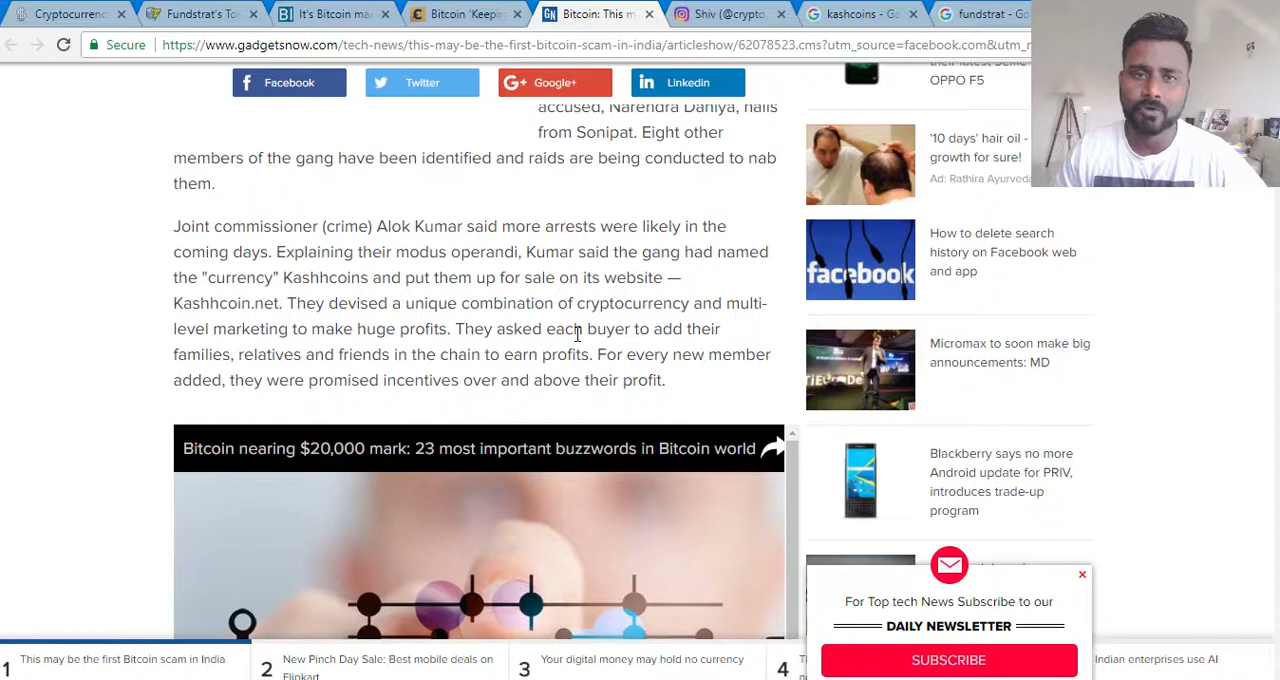 Cryptocurrenc
Fundstrat's To
It's Bitcoin ma
Bitcoin 'Keepin
Bitcoin: This m
Shiv (@crypto_
kashcoins - Go
fundstrat - Go
Secure
https://www.gadgetsnow.com/tech-news/this-may-be-the-first-bitcoin-scam-in-india/articleshow/62078523.cms?utm_source=facebook.com&utm_
Facebook
Twitter
G+ Google+
in Linkedin
accused, Narendra Dahiya, hails
from Sonipat. Eight other
members of the gang have been identified and raids are being conducted to nab
them.
Joint commissioner (crime) Alok Kumar said more arrests were likely in the
coming days. Explaining their modus operandi, Kumar said the gang had named
the "currency" Kashhcoins and put them up for sale on its website —
Kashhcoin.net. They devised a unique combination of cryptocurrency and multi-
level marketing to make huge profits. They asked each buyer to add their
families, relatives and friends in the chain to earn profits. For every new member
added, they were promised incentives over and above their profit.
Bitcoin nearing $20,000 mark: 23 most important buzzwords in Bitcoin world
their latest Selfie
OPPO F5
'10 days' hair oil -
growth for sure!
Ad: Rathira Ayurveda
facebook
How to delete search
history on Facebook web
and app
Micromax to soon make big
announcements: MD
Blackberry says no more
Android update for PRIV,
introduces trade-up
program
For Top tech News Subscribe to our
DAILY NEWSLETTER
SUBSCRIBE
1 This may be the first Bitcoin scam in India
2 New Pinch Day Sale: Best mobile deals on
Flipkart
3 Your digital money may hold no currency
4
Indian enterprises use AI